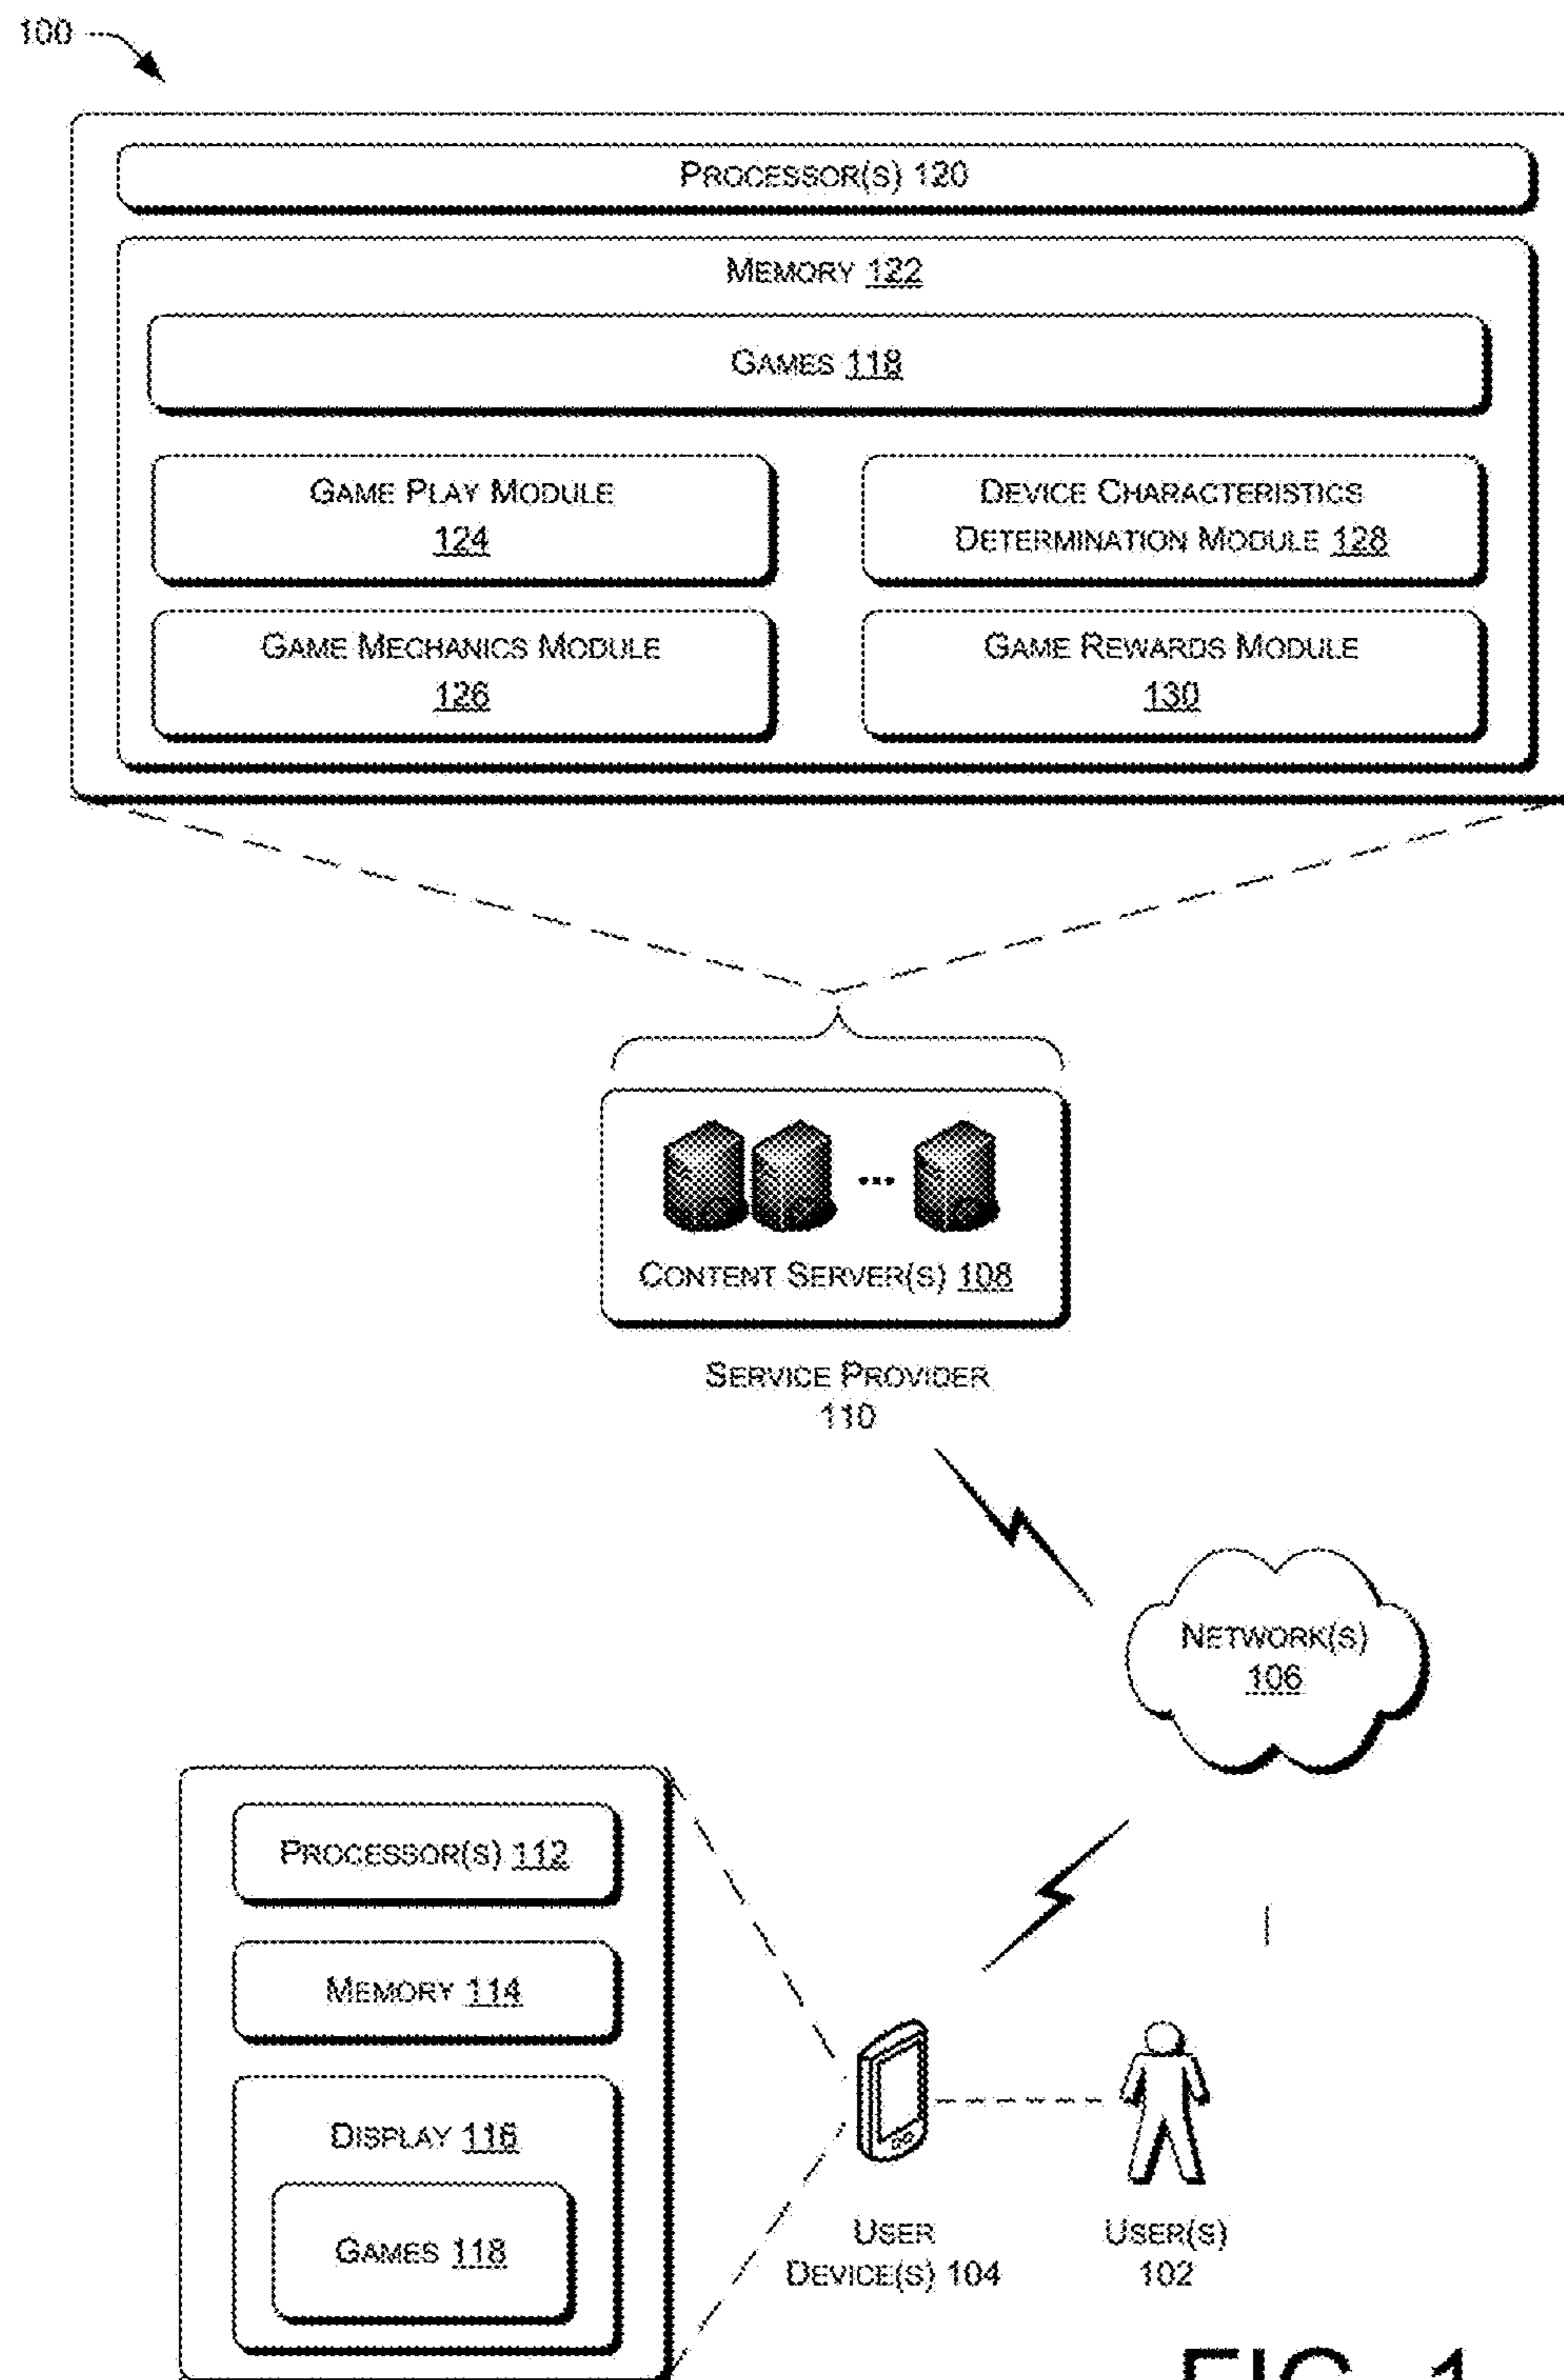 100
PROCESSOR(S) 120
MEMORY 122
GAMES 118
GAME PLAY MODULE
124
DEVICE CHARACTERISTICS
DETERMINATION MODULE 128
GAME MECHANICS MODULE
126
GAME REWARDS MODULE
130
...
CONTENT SERVER(S) 108
SERVICE PROVIDER
110
NETWORK(S)
106
PROCESSOR(S) 112
MEMORY 114
DISPLAY 116
GAMES 118
USER
DEVICE(S) 104
USER(S)
102
FIG. 1